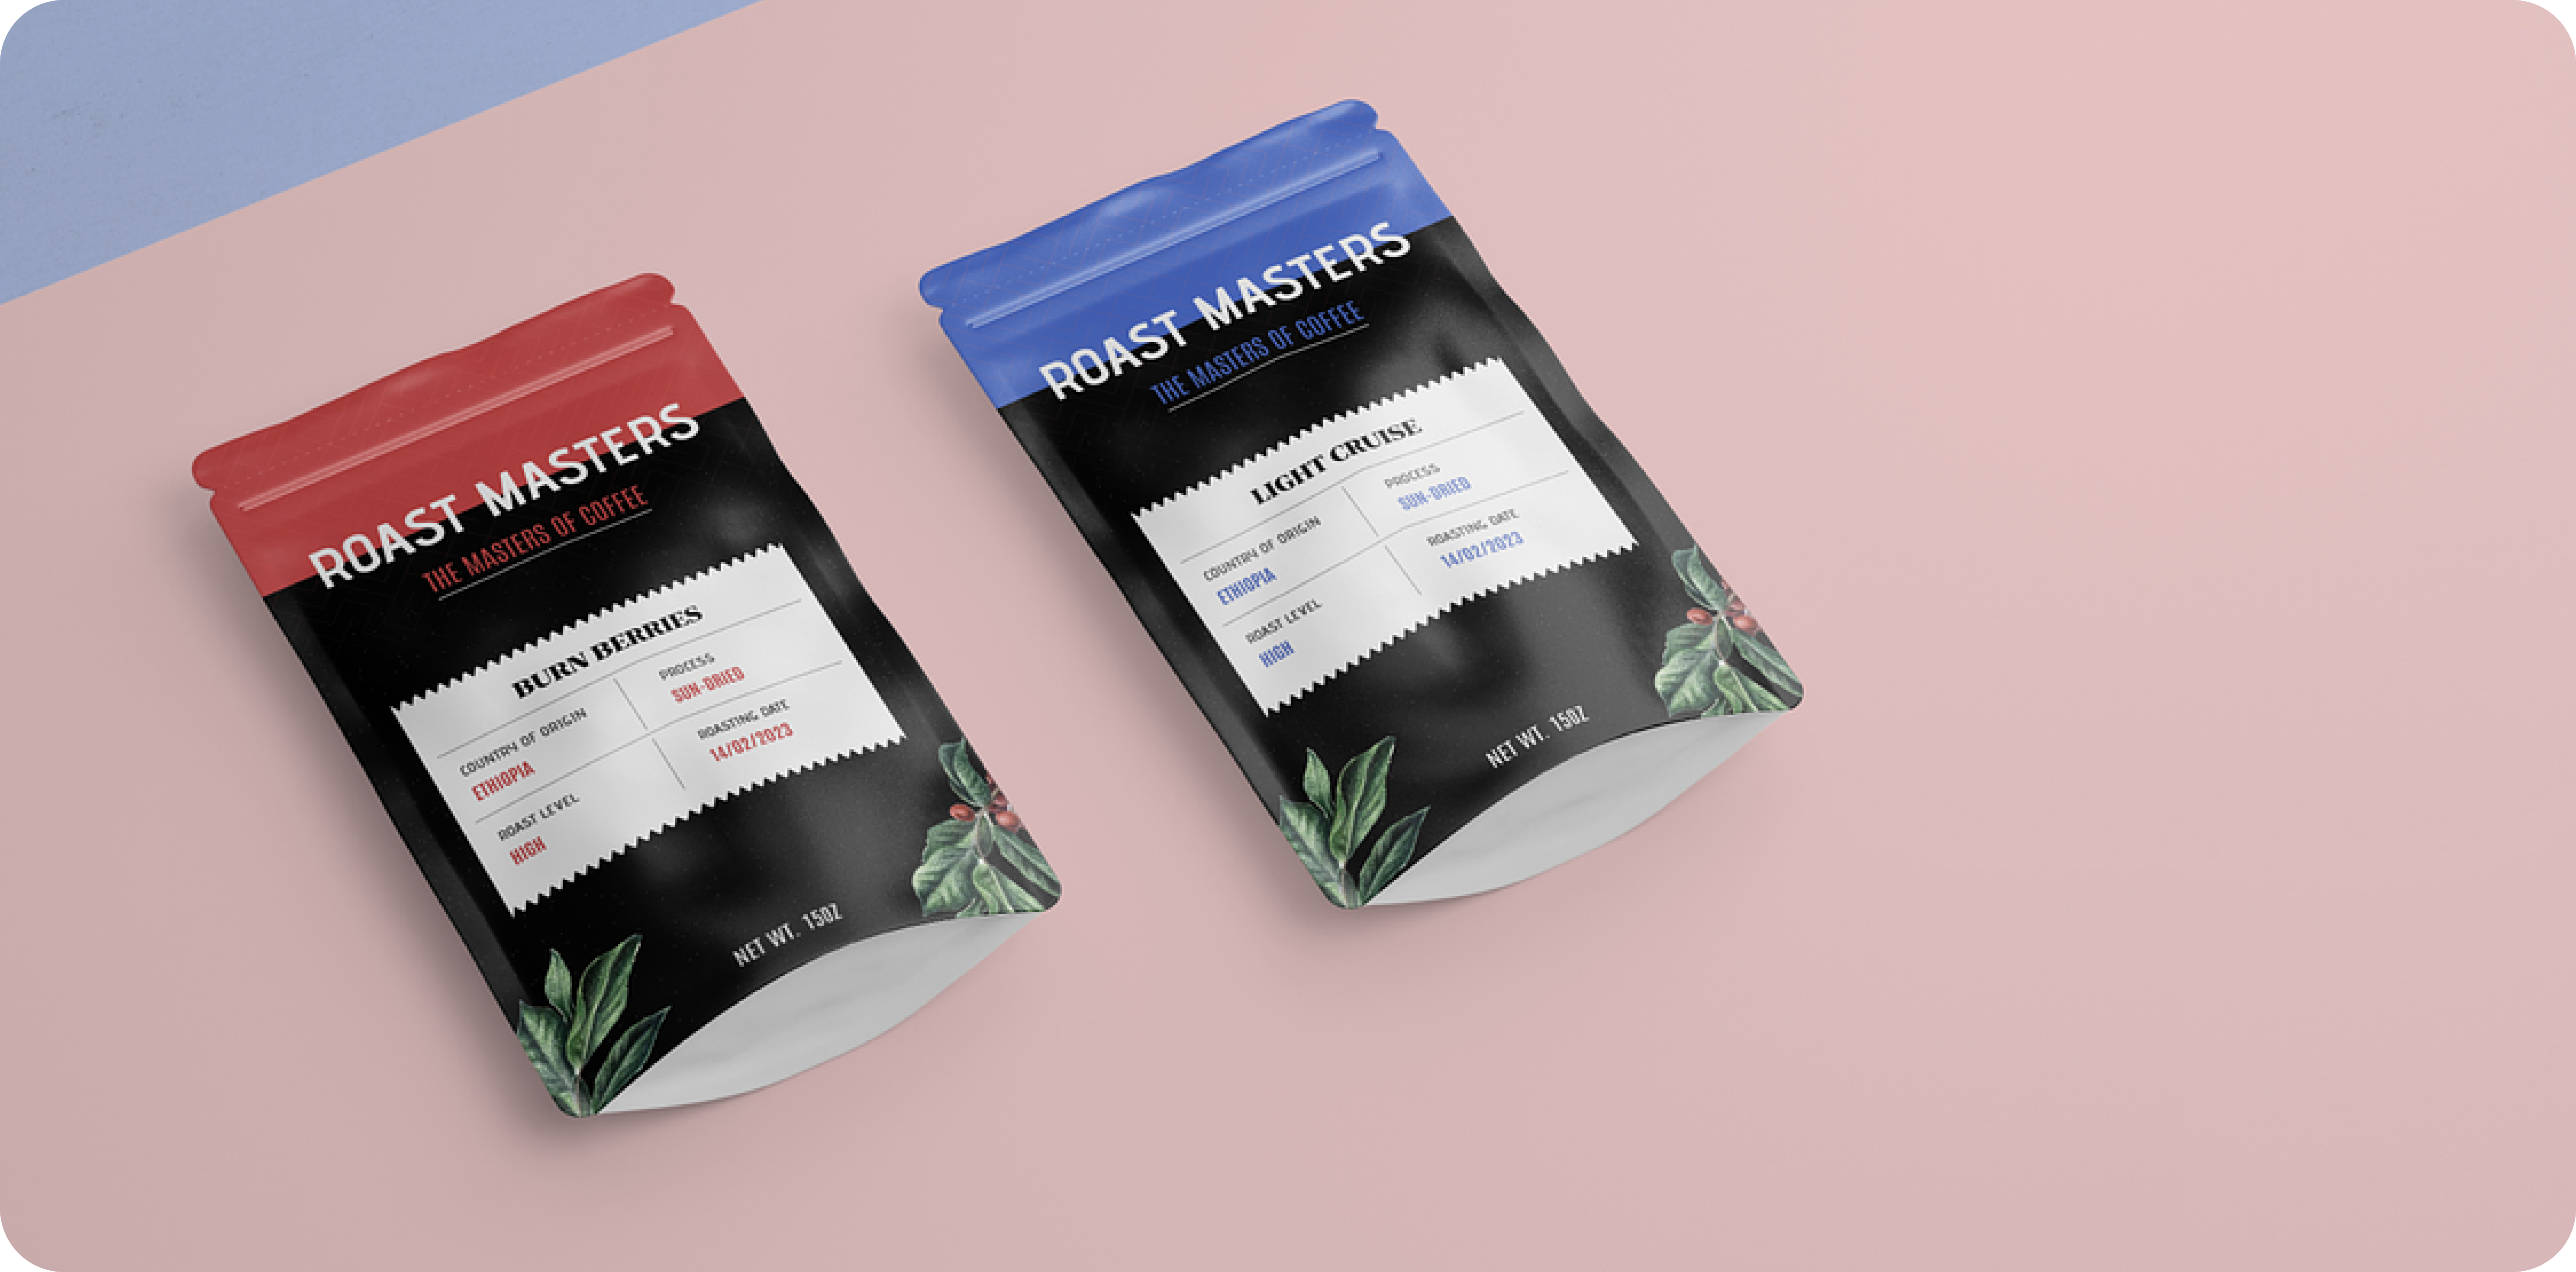 ROAST MASTERS
THE MASTERS OF COFFEE
BURN BERRIES
COUNTRY OF ORIGIN
ETHIOPIA
PROCESS
SUN-DRIED
ROAST LEVEL
HIGH
ROASTING DATE
14/02/2023
NET WT. 15OZ
ROAST MASTERS
THE MASTERS OF COFFEE
LIGHT CRUISE
COUNTRY OF ORIGIN
ETHIOPIA
PROCESS
SUN-DRIED
ROAST LEVEL
HIGH
ROASTING DATE
14/02/2023
NET WT. 15OZ